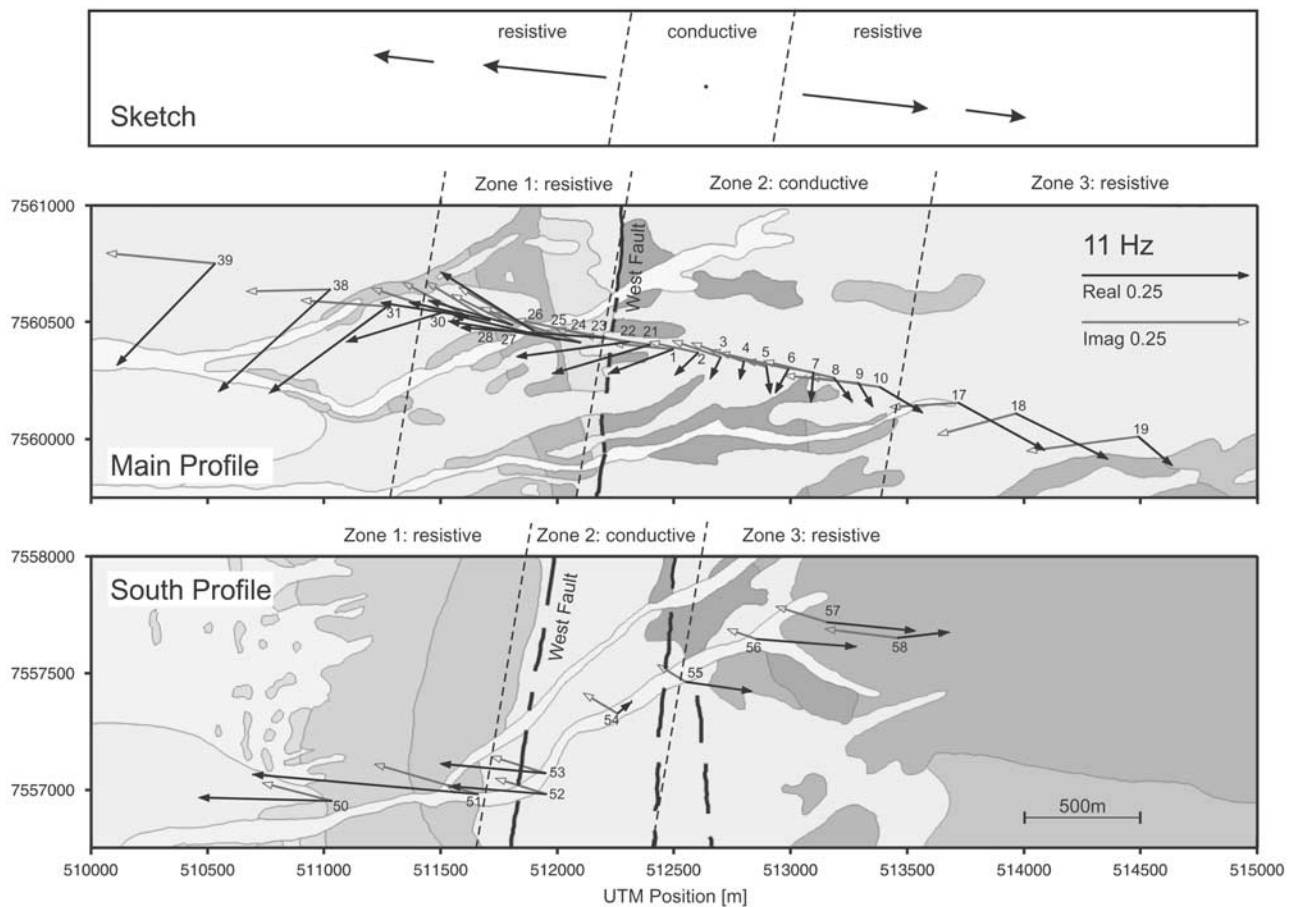 resistive conductive resistive
Sketch
Zone 1: resistive Zone 2: conductive Zone 3: resistive
7561000
7560500
7560000
West Fault
11 Hz
Real 0.25
Imag 0.25
39
38
31
30
28
27
26
25
24
23
22
21
1
2
3
4
5
6
7
8
9
10
17
18
19
Main Profile
Zone 1: resistive Zone 2: conductive Zone 3: resistive
7558000
7557500
7557000
South Profile
West Fault
57
58
56
55
54
53
52
51
50
500m
510000 510500 511000 511500 512000 512500 513000 513500 514000 514500 515000
UTM Position [m]